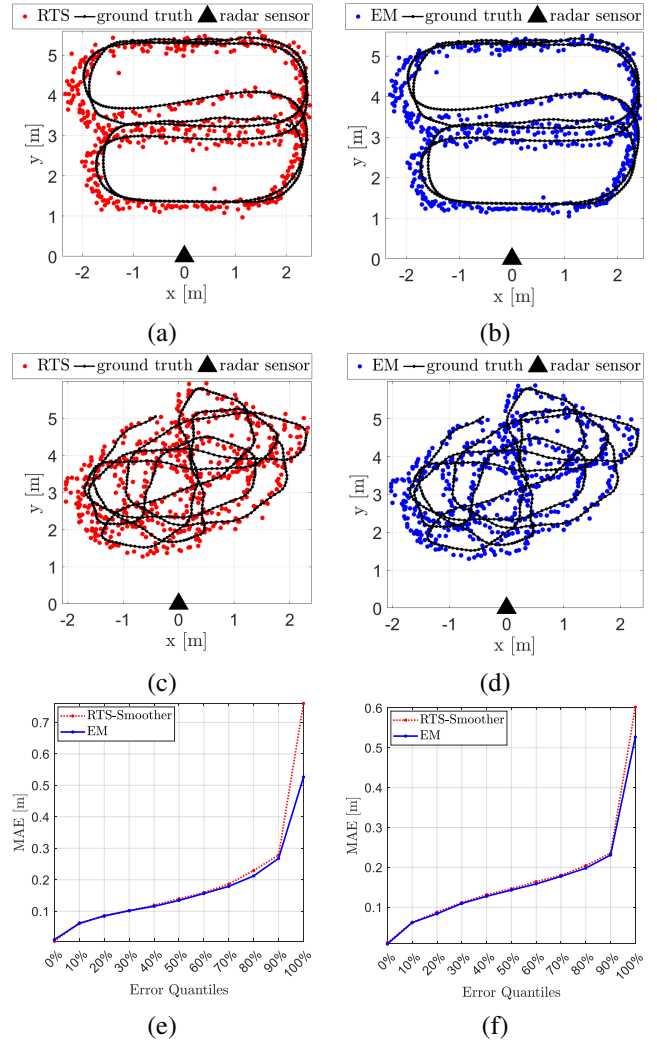 RTS ground truth radar sensor
EM ground truth radar sensor
5
4
3
2
1
0
y [m]
-2 -1 0 1 2
x [m]
5
4
3
2
1
0
y [m]
-2 -1 0 1 2
x [m]
(a)
(b)
RTS ground truth radar sensor
EM ground truth radar sensor
5
4
3
2
1
0
y [m]
-2 -1 0 1 2
x [m]
5
4
3
2
1
0
y [m]
-2 -1 0 1 2
x [m]
(c)
(d)
RTS-Smoother
EM
0.7
0.6
0.5
0.4
0.3
0.2
0.1
MAE [m]
0% 10% 20% 30% 40% 50% 60% 70% 80% 90% 100%
Error Quantiles
RTS-Smoother
EM
0.6
0.5
0.4
0.3
0.2
0.1
MAE [m]
0% 10% 20% 30% 40% 50% 60% 70% 80% 90% 100%
Error Quantiles
(e)
(f)